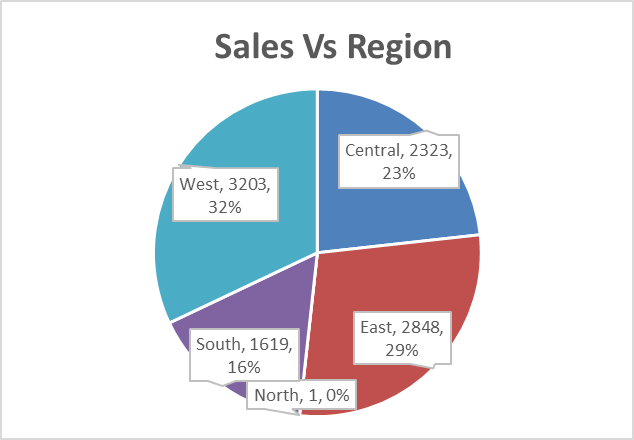 Sales Vs Region
Central, 2323,
23%
West, 3203,
32%
East, 2848,
29%
South, 1619,
16%
North, 1, 0%